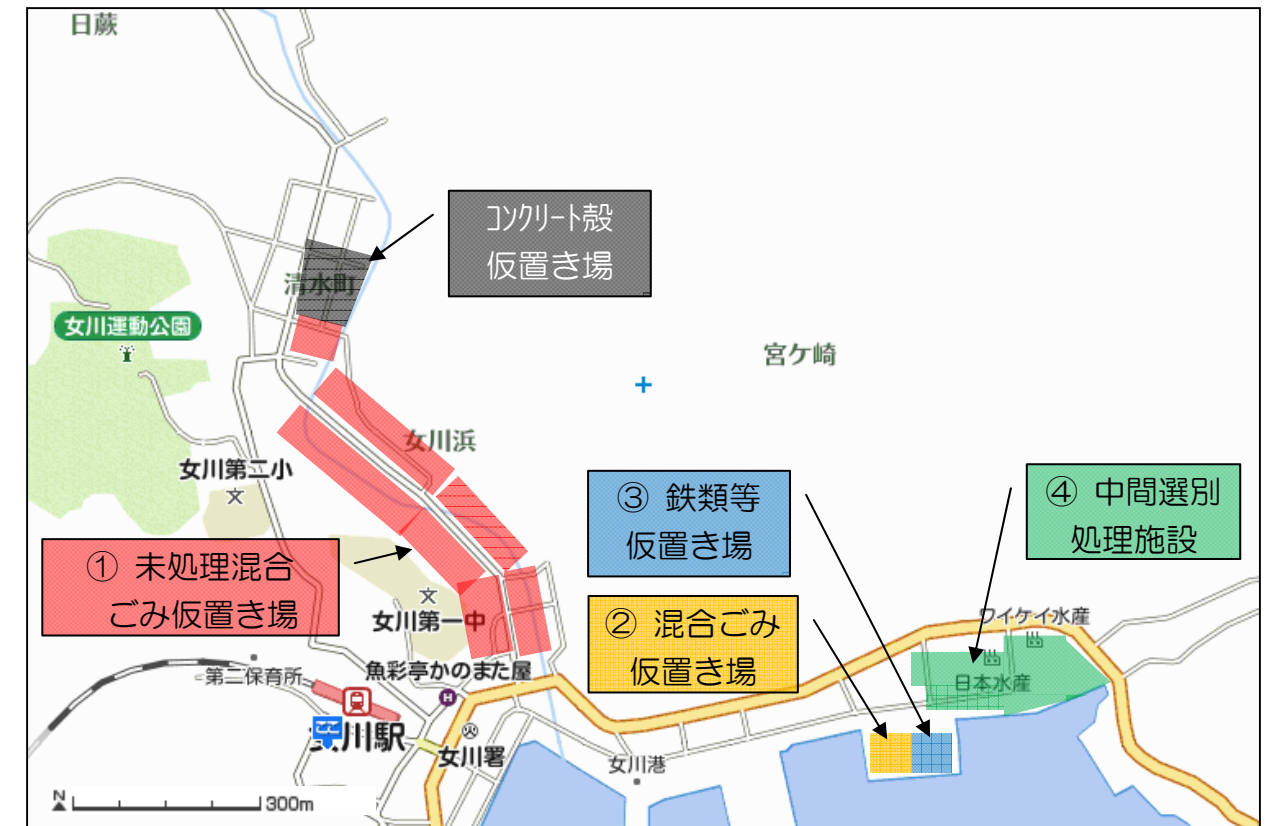 日蕨
コンクリート殻
仮置き場
清水町
女川運動公園
宮ケ崎
女川浜
女川第二小
③ 鉄類等
仮置き場
④ 中間選別
処理施設
① 未処理混合
ごみ仮置き場
女川第一中
② 混合ごみ
仮置き場
ワイケイ水産
日本水産
第二保育所
魚彩亭かのまた屋
H
川駅
女川署
女川港
N
300m